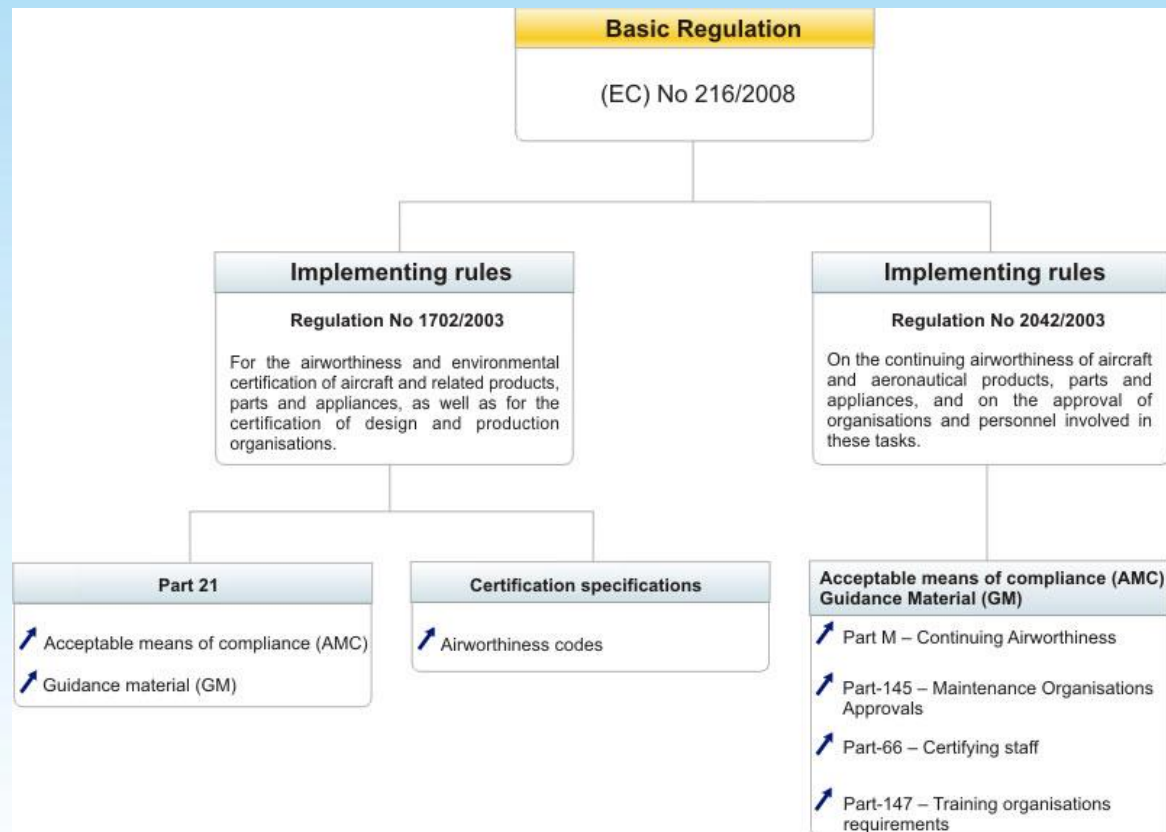 Basic Regulation
(EC) No 216/2008
Implementing rules
Regulation No 1702/2003
For the airworthiness and environmental
certification of aircraft and related products,
parts and appliances, as well as for the
certification of design and production
organisations.
Implementing rules
Regulation No 2042/2003
On the continuing airworthiness of aircraft
and aeronautical products, parts and
appliances, and on the approval of
organisations and personnel involved in
these tasks.
Part 21
Acceptable means of compliance (AMC)
Guidance material (GM)
Certification specifications
Airworthiness codes
Acceptable means of compliance (AMC)
Guidance Material (GM)
Part M – Continuing Airworthiness
Part-145 – Maintenance Organisations
Approvals
Part-66 – Certifying staff
Part-147 – Training organisations
requirements